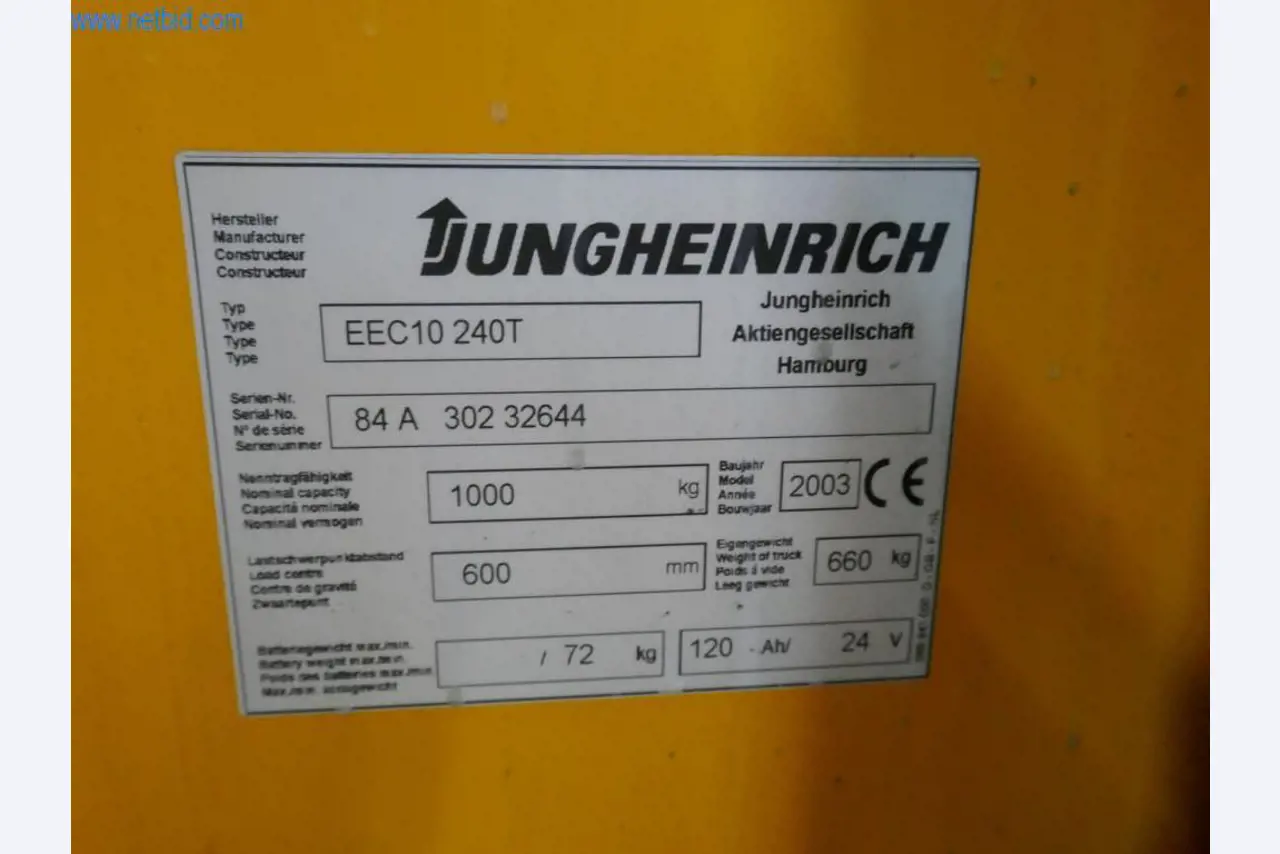 www.netbid.com
Hersteller
Manufacturer
Constructeur
Constructeur
JUNGHEINRICH
Jungheinrich
Aktiengesellschaft
Hamburg
Typ
Type
Type
Type
EEC10 240T
Serien-Nr.
Serial-No.
N° de série
Serienummer
84 A 302 32644
Nenntragfähigkeit
Nominal capacity
Capacité nominale
Nominal vermogen
1000 kg
Baujahr
Model
Année
Bouwjaar
2003
CE
Lastschwerpunktabstand
Load centre
Centre de gravité
Zwaartepunt
600 mm
Eigengewicht
Weight of truck
Poids à vide
Leeg gewicht
660 kg
Batteriegewicht max./min.
Battery weight max./min.
Poids des batteries max./min.
Max./min.
/ 72 kg
120 Ah/ 24 V